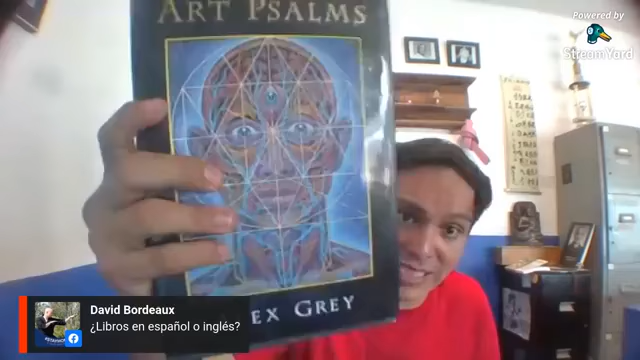 ART PSALMS
Powered by
StreamYard
EX GREY
David Bordeaux
¿Libros en español o inglés?